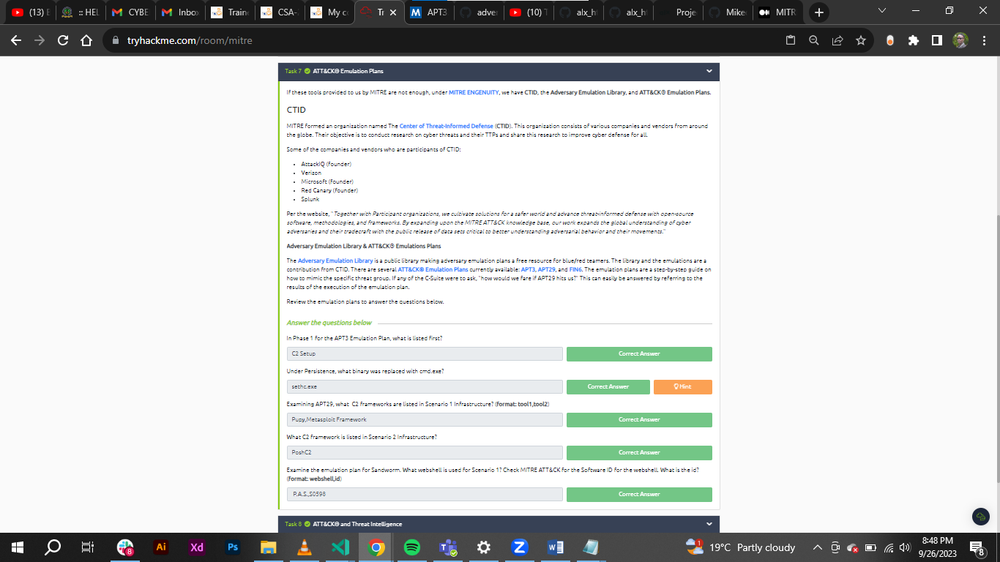 (13) E
:: HEL
CYBE
Inbox
Traine
CSA-
My co
Tr
APT3
adver
(10) T
alx_ht
alx_ht
Proje
Mike
MITR
tryhackme.com/room/mitre
Task 7 ATT&CK® Emulation Plans
If these tools provided to us by MITRE are not enough, under MITRE ENGENUITY, we have CTID, the Adversary Emulation Library, and ATT&CK® Emulation Plans.
CTID
MITRE formed an organization named The Center of Threat-Informed Defense (CTID). This organization consists of various companies and vendors from around
the globe. Their objective is to conduct research on cyber threats and their TTPs and share this research to improve cyber defense for all.
Some of the companies and vendors who are participants of CTID:
• AttackIQ (founder)
• Verizon
• Microsoft (founder)
• Red Canary (founder)
• Splunk
Per the website, "Together with Participant organizations, we cultivate solutions for a safer world and advance threat-informed defense with open-source
software, methodologies, and frameworks. By expanding upon the MITRE ATT&CK knowledge base, our work expands the global understanding of cyber
adversaries and their tradecraft with the public release of data sets critical to better understanding adversarial behavior and their movements."
Adversary Emulation Library & ATT&CK® Emulations Plans
The Adversary Emulation Library is a public library making adversary emulation plans a free resource for blue/red teamers. The library and the emulations are a
contribution from CTID. There are several ATT&CK® Emulation Plans currently available: APT3, APT29, and FIN6. The emulation plans are a step-by-step guide on
how to mimic the specific threat group. If any of the C-Suite were to ask, "how would we fare if APT29 hits us?" This can easily be answered by referring to the
results of the execution of the emulation plan.
Review the emulation plans to answer the questions below.
Answer the questions below
In Phase 1 for the APT3 Emulation Plan, what is listed first?
C2 Setup
Correct Answer
Under Persistence, what binary was replaced with cmd.exe?
sethc.exe
Correct Answer
Hint
Examining APT29, what C2 frameworks are listed in Scenario 1 Infrastructure? (format: tool1,tool2)
Pupy,Metasploit Framework
Correct Answer
What C2 framework is listed in Scenario 2 Infrastructure?
PoshC2
Correct Answer
Examine the emulation plan for Sandworm. What webshell is used for Scenario 1? Check MITRE ATT&CK for the Software ID for the webshell. What is the id?
(format: webshell,id)
P.A.S.,S0598
Correct Answer
Task 8 ATT&CK® and Threat Intelligence
8
Ai
Xd
Ps
1
19°C Partly cloudy
8:48 PM
9/26/2023
8